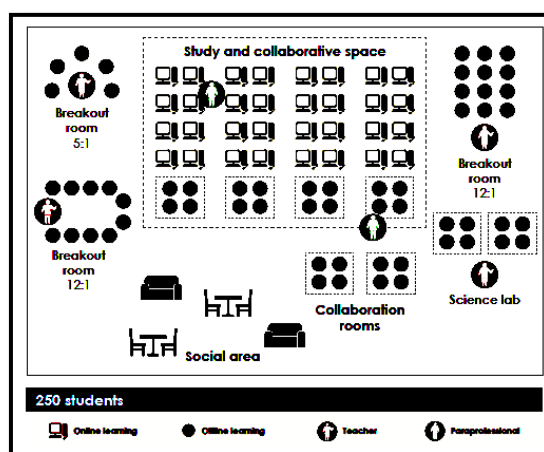 Study and collaborative space
Breakout
room
5:1
Breakout
room
12:1
Breakout
room
12:1
Science lab
Collaboration
rooms
Social area
250 students
Online learning
Offline learning
Teacher
Paraprofessional